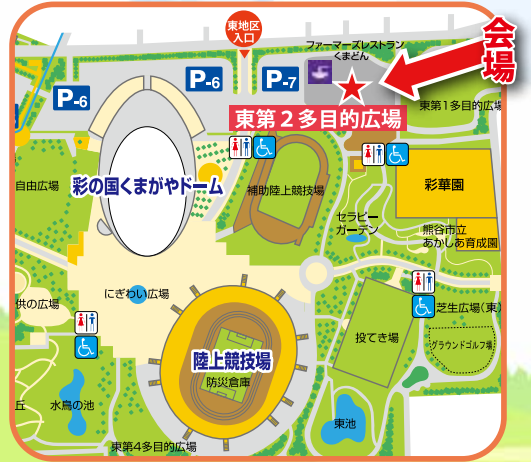 東地区
入口
ファーマーズレストラン
くまどん
会場
P-6
P-6
P-7
東第1多目的広場
東第２多目的広場
自由広場
彩の国くまがやドーム
補助陸上競技場
彩華園
セラピー
ガーデン
熊谷市立
あかしあ育成園
供の広場
にぎわい広場
芝生広場(東)
陸上競技場
防災倉庫
投てき場
グラウンドゴルフ場
丘
水鳥の池
東池
東第4多目的広場